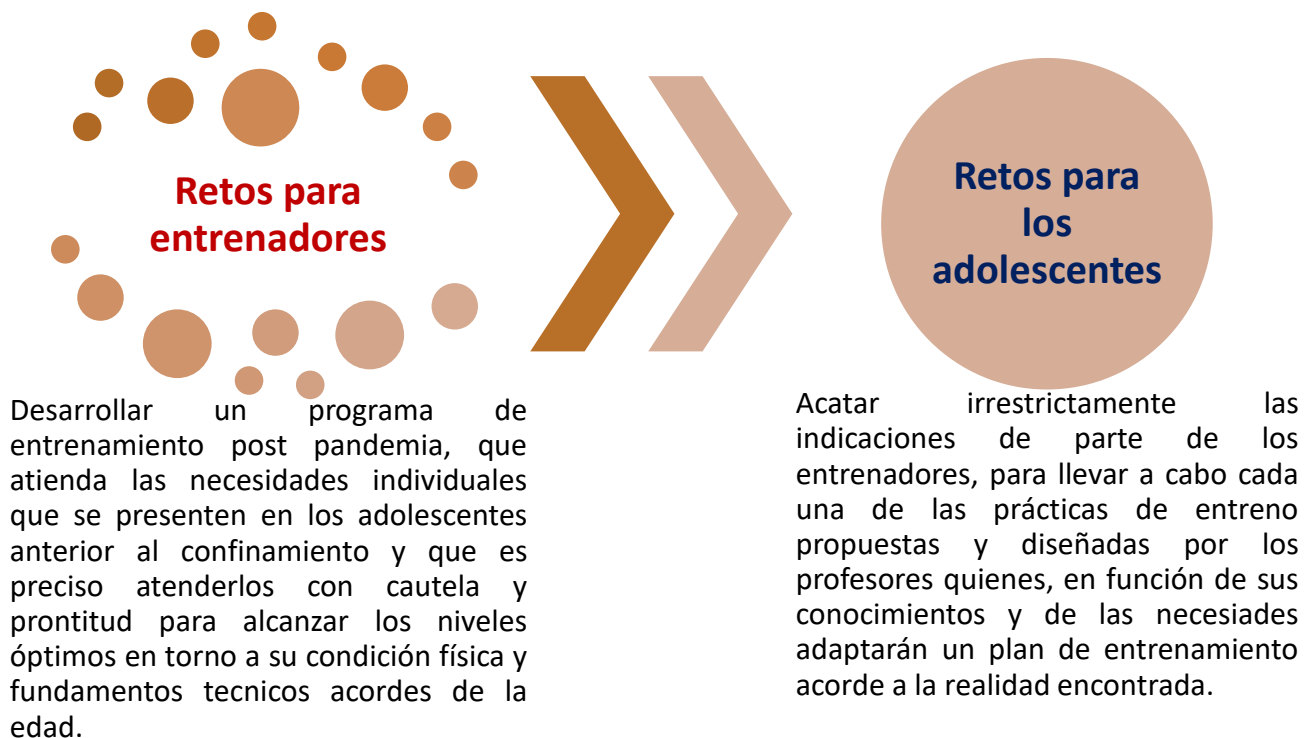 Retos para
entrenadores
Desarrollar un programa de
entrenamiento post pandemia, que
atienda las necesidades individuales
que se presenten en los adolescentes
anterior al confinamiento y que es
preciso atenderlos con cautela y
prontitud para alcanzar los niveles
óptimos en torno a su condición física y
fundamentos tecnicos acordes de la
edad.
Retos para
los
adolescentes
Acatar irrestrictamente las
indicaciones de parte de los
entrenadores, para llevar a cabo cada
una de las prácticas de entreno
propuestas y diseñadas por los
profesores quienes, en función de sus
conocimientos y de las necesiades
adaptarán un plan de entrenamiento
acorde a la realidad encontrada.